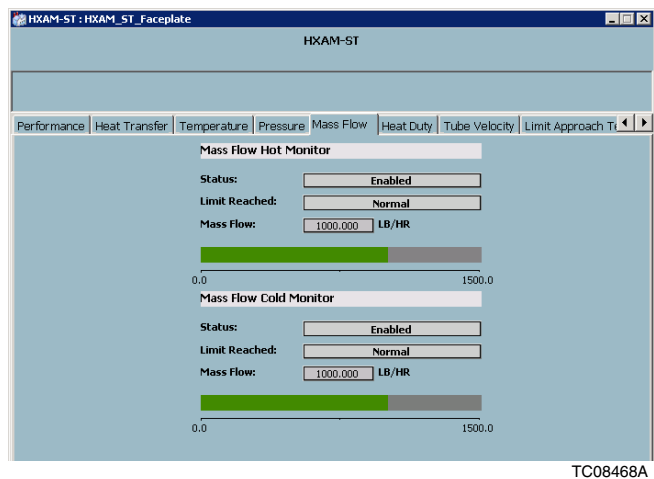 HXAM-ST : HXAM_ST_Faceplate
HXAM-ST
Performance Heat Transfer Temperature Pressure Mass Flow Heat Duty Tube Velocity Limit Approach
Mass Flow Hot Monitor
Status: Enabled
Limit Reached: Normal
Mass Flow: 1000.000 LB/HR
0.0 1500.0
Mass Flow Cold Monitor
Status: Enabled
Limit Reached: Normal
Mass Flow: 1000.000 LB/HR
0.0 1500.0
TC08468A